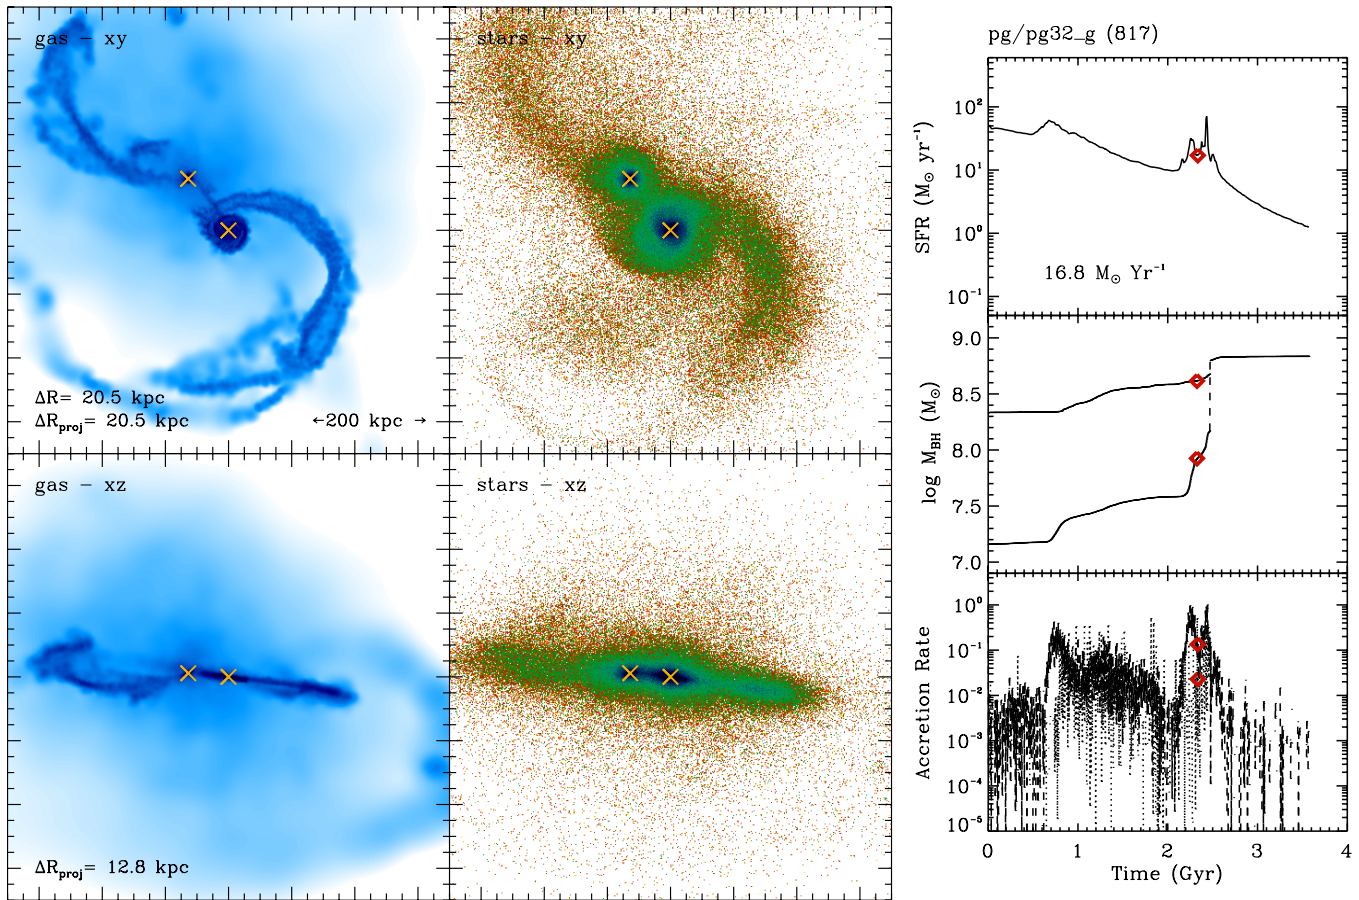 gas – xy
stars – xy
ΔR= 20.5 kpc
ΔRproj= 20.5 kpc
←200 kpc →
gas – xz
stars – xz
ΔRproj= 12.8 kpc
pg/pg32_g (817)
SFR (M⊙ yr⁻¹)
10²
10¹
10⁰
10⁻¹
16.8 M⊙ Yr⁻¹
log MBH (M⊙)
9.0
8.5
8.0
7.5
7.0
Accretion Rate
10⁰
10⁻¹
10⁻²
10⁻³
10⁻⁴
10⁻⁵
0 1 2 3 4
Time (Gyr)